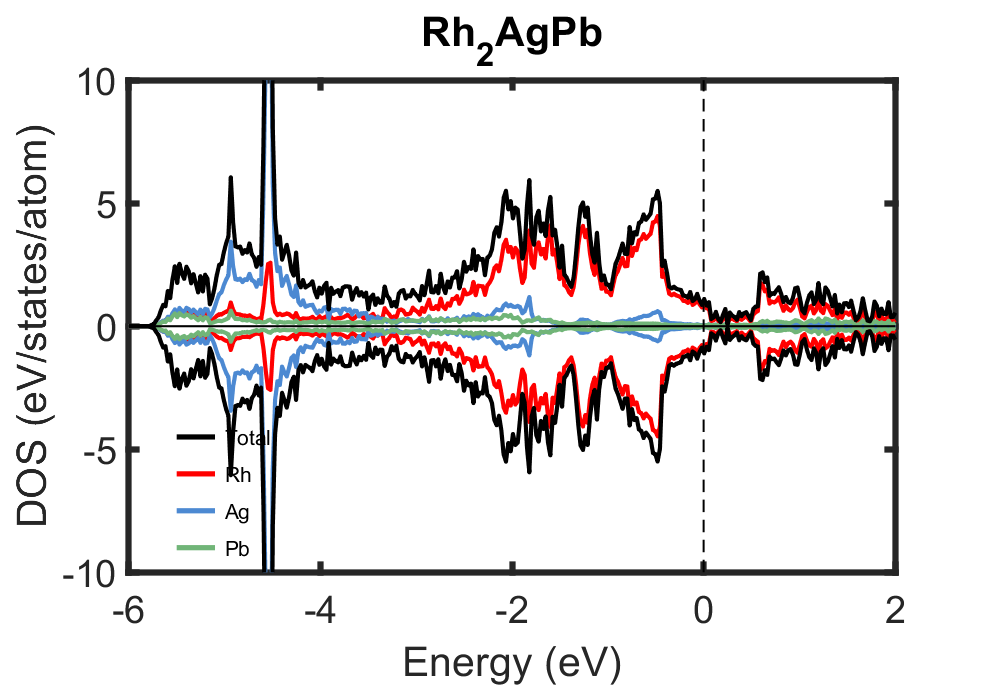 Rh2AgPb
DOS (eV/states/atom)
10
5
0
-5
-10
Total
Rh
Ag
Pb
-6 -4 -2 0 2
Energy (eV)